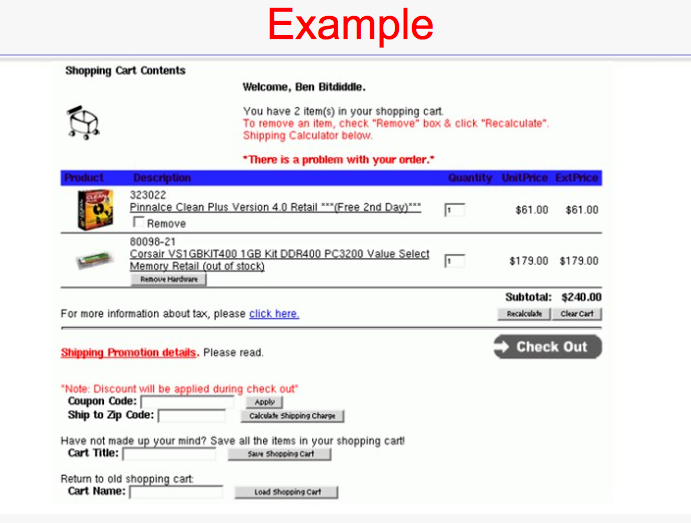 Example
Shopping Cart Contents
Welcome, Ben Bitdiddle.
You have 2 item(s) in your shopping cart.
To remove an item, check "Remove" box & click "Recalculate".
Shipping Calculator below.
*There is a problem with your order.*
Product Description Quantity UnitPrice ExtPrice
323022
Pinnalce Clean Plus Version 4.0 Retail ***(Free 2nd Day)***
1 $61.00 $61.00
Remove
80098-21
Corsair VS1GBKIT400 1GB Kit DDR400 PC3200 Value Select
Memory Retail (out of stock)
1 $179.00 $179.00
Remove Hardware
Subtotal: $240.00
For more information about tax, please click here.
Recalculate Clear Cart
Shipping Promotion details. Please read.
Check Out
*Note: Discount will be applied during check out"
Coupon Code: Apply
Ship to Zip Code: Calculate Shipping Charge
Have not made up your mind? Save all the items in your shopping cart!
Cart Title: Save Shopping Cart
Return to old shopping cart:
Cart Name: Load Shopping Cart